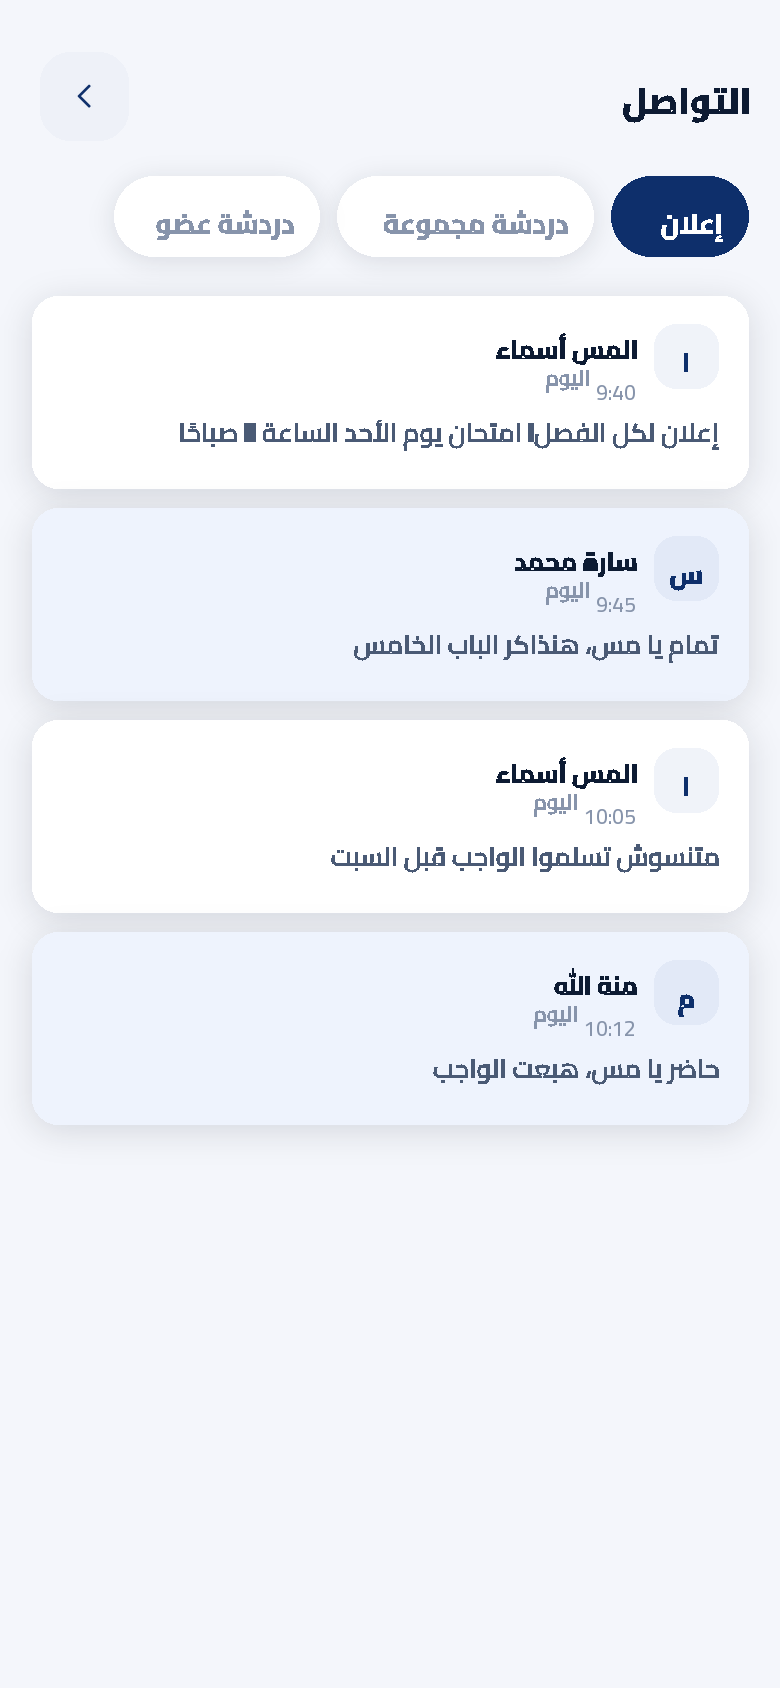 التواصل
إعلان
دردشة مجموعة
دردشة عضو
ا
المس أسماء
اليوم 9:40
إعلان لكل الفصل امتحان يوم الأحد الساعة صباحًا
س
سارة محمد
اليوم 9:45
تمام يا مس، هنذاكر الباب الخامس
ا
المس أسماء
اليوم 10:05
متنسوش تسلموا الواجب قبل السبت
م
منة الله
اليوم 10:12
حاضر يا مس، هبعت الواجب